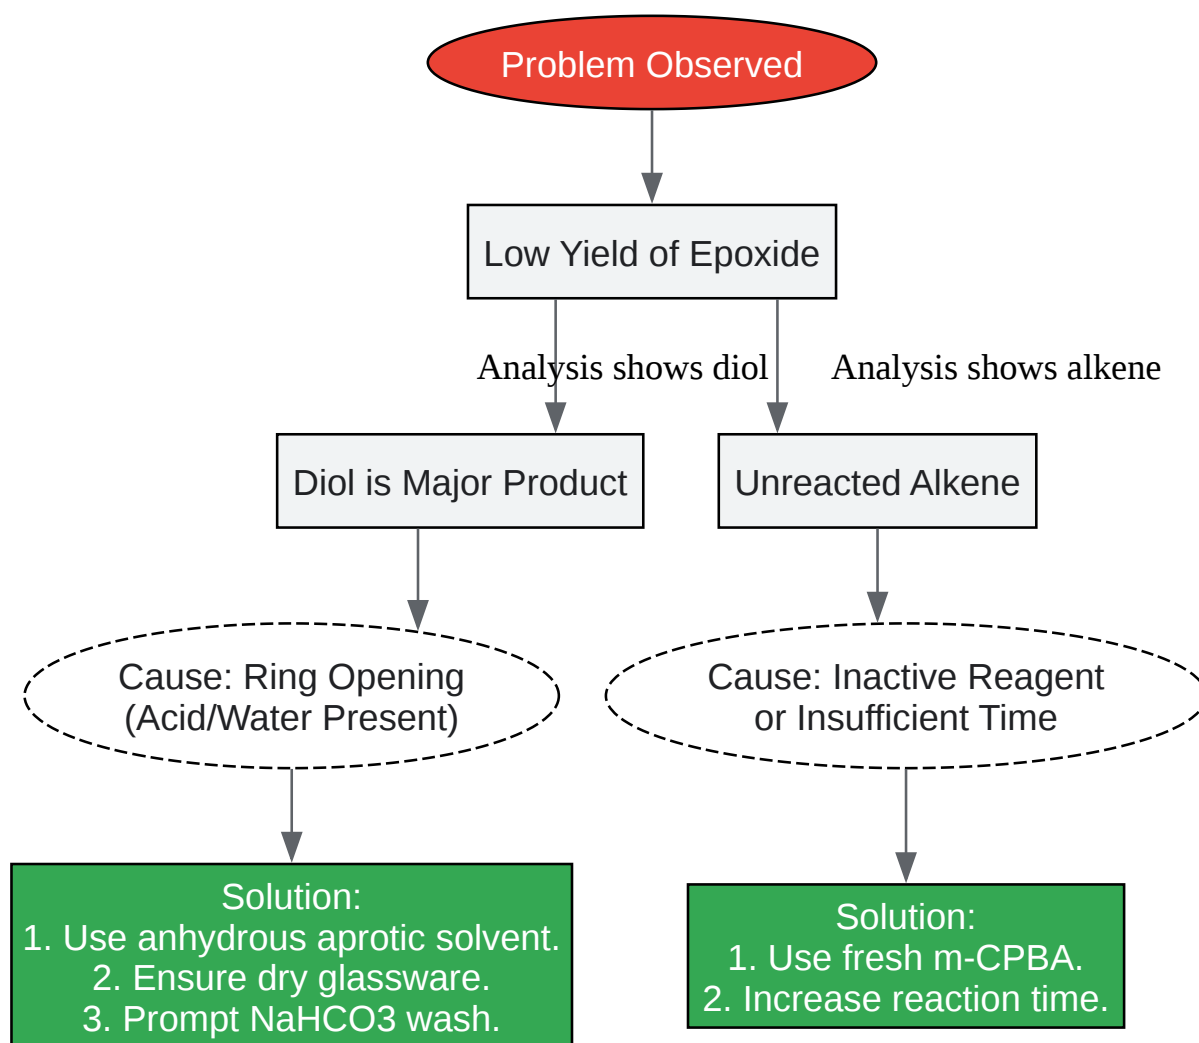 Problem Observed
Low Yield of Epoxide
Analysis shows diol
Analysis shows alkene
Diol is Major Product
Unreacted Alkene
Cause: Ring Opening
(Acid/Water Present)
Cause: Inactive Reagent
or Insufficient Time
Solution:
1. Use anhydrous aprotic solvent.
2. Ensure dry glassware.
3. Prompt NaHCO3 wash.
Solution:
1. Use fresh m-CPBA.
2. Increase reaction time.